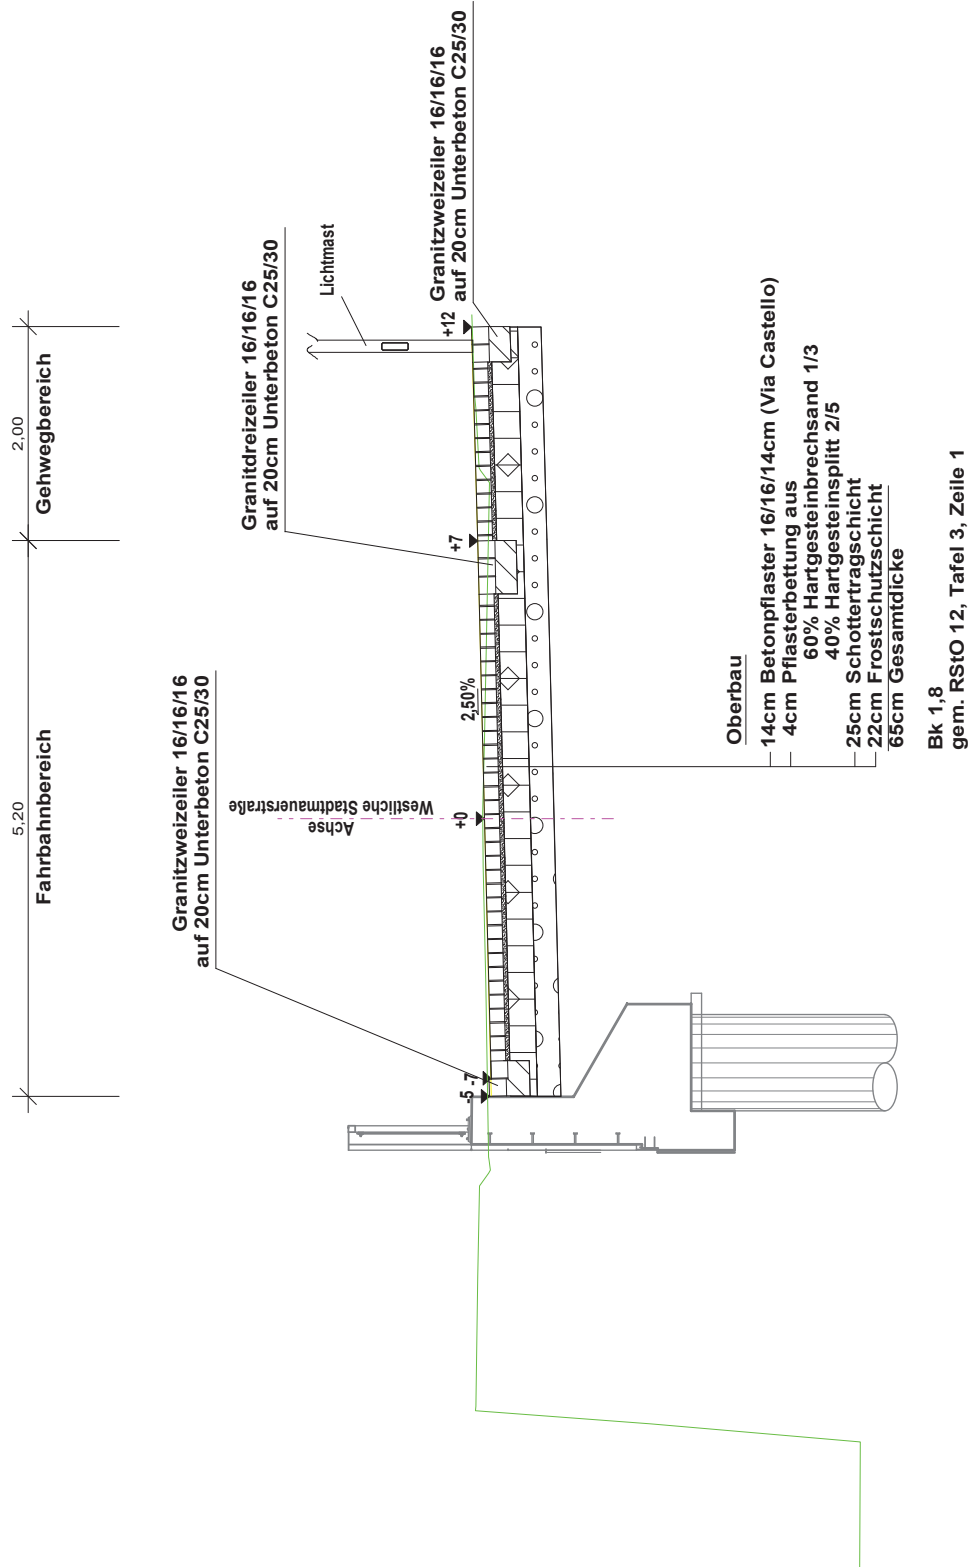 5,20
2,00
Fahrbahnbereich
Gehwegbereich
Granitzweizeiler 16/16/16
auf 20cm Unterbeton C25/30
Granitdreizeiler 16/16/16
auf 20cm Unterbeton C25/30
Lichtmast
Granitzweizeiler 16/16/16
auf 20cm Unterbeton C25/30
Achse
Westliche Stadtmauerstraße
-5
-7
+0
2,50%
+7
+12
Oberbau
14cm Betonpflaster 16/16/14cm (Via Castello)
4cm Pflasterbettung aus
60% Hartgesteinbrechsand 1/3
40% Hartgesteinsplitt 2/5
25cm Schottertragschicht
22cm Frostschutzschicht
65cm Gesamtdicke
Bk 1,8
gem. RStO 12, Tafel 3, Zeile 1